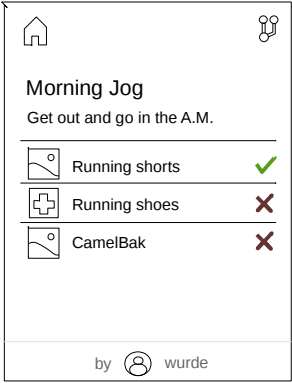 Morning Jog
Get out and go in the A.M.
Running shorts
Running shoes
CamelBak
by wurde